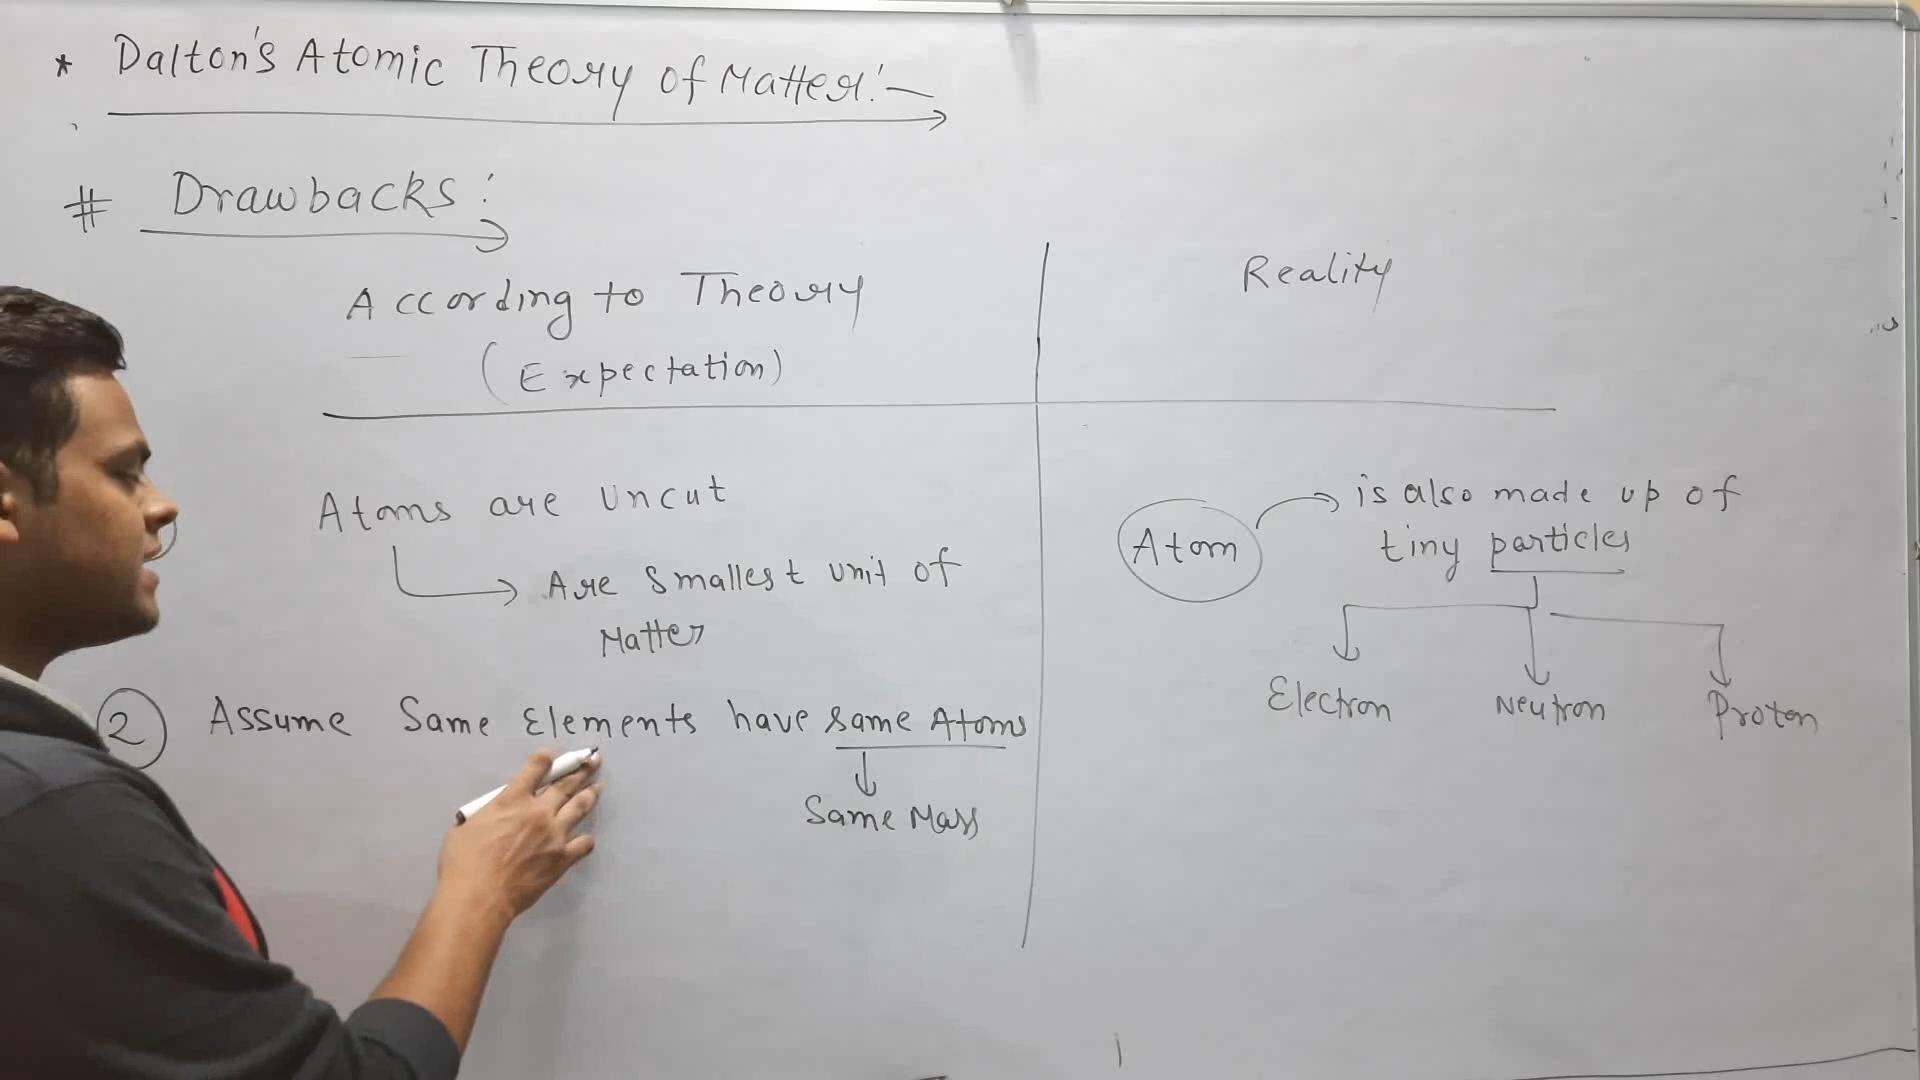 * Dalton's Atomic Theory of Matter:-
# Drawbacks:
According to Theory
(Expectation)
Reality
Atoms are Uncut
Are Smallest unit of
Matter
Atom
is also made up of
tiny particles
Electron
Neutron
Proton
2 Assume Same Elements have same Atoms
Same Mass